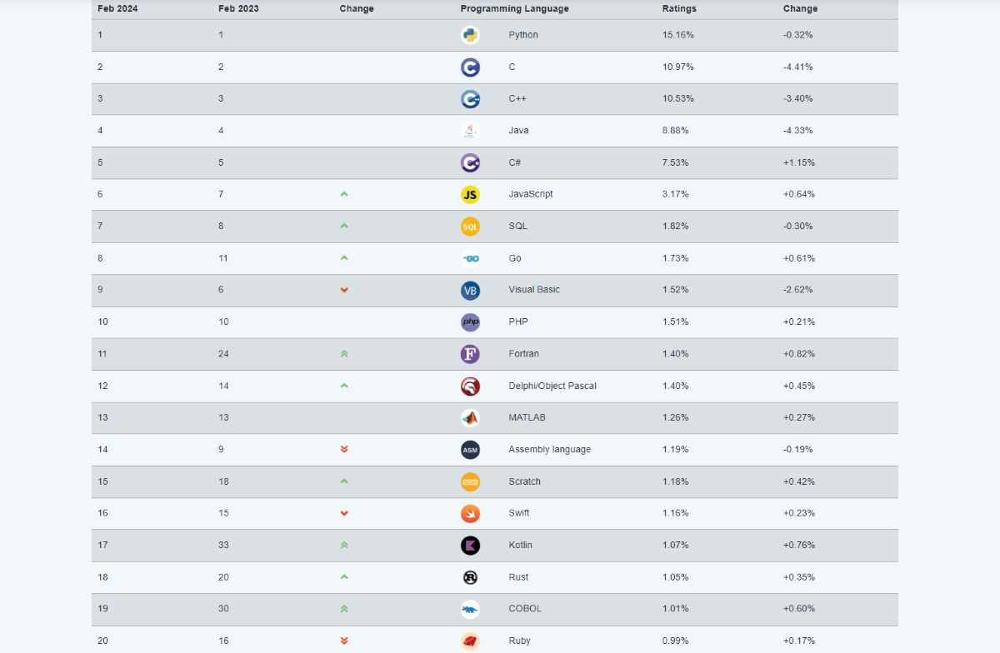 Feb 2024 Feb 2023 Change Programming Language Ratings Change
1 1 Python 15.16% -0.32%
2 2 C 10.97% -4.41%
3 3 C++ 10.53% -3.40%
4 4 Java 8.88% -4.33%
5 5 C# 7.53% +1.15%
6 7 JS JavaScript 3.17% +0.64%
7 8 SQL SQL 1.82% -0.30%
8 11 GO Go 1.73% +0.61%
9 6 VB Visual Basic 1.52% -2.62%
10 10 php PHP 1.51% +0.21%
11 24 F Fortran 1.40% +0.82%
12 14 Delphi/Object Pascal 1.40% +0.45%
13 13 MATLAB 1.26% +0.27%
14 9 ASM Assembly language 1.19% -0.19%
15 18 Scratch 1.18% +0.42%
16 15 Swift 1.16% +0.23%
17 33 Kotlin 1.07% +0.76%
18 20 R Rust 1.05% +0.35%
19 30 COBOL 1.01% +0.60%
20 16 Ruby 0.99% +0.17%